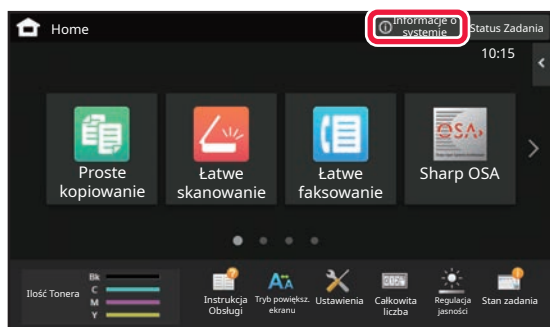 Home
Informacje o
systemie
Status Zadania
10:15
Proste
kopiowanie
Łatwe
skanowanie
Łatwe
faksowanie
OSA
Sharp OSA
Ilość Tonera
Bk
C
M
Y
Instrukcja
Obsługi
Tryb powiększ.
ekranu
Ustawienia
Całkowita
liczba
Regulacja
jasności
Stan zadania